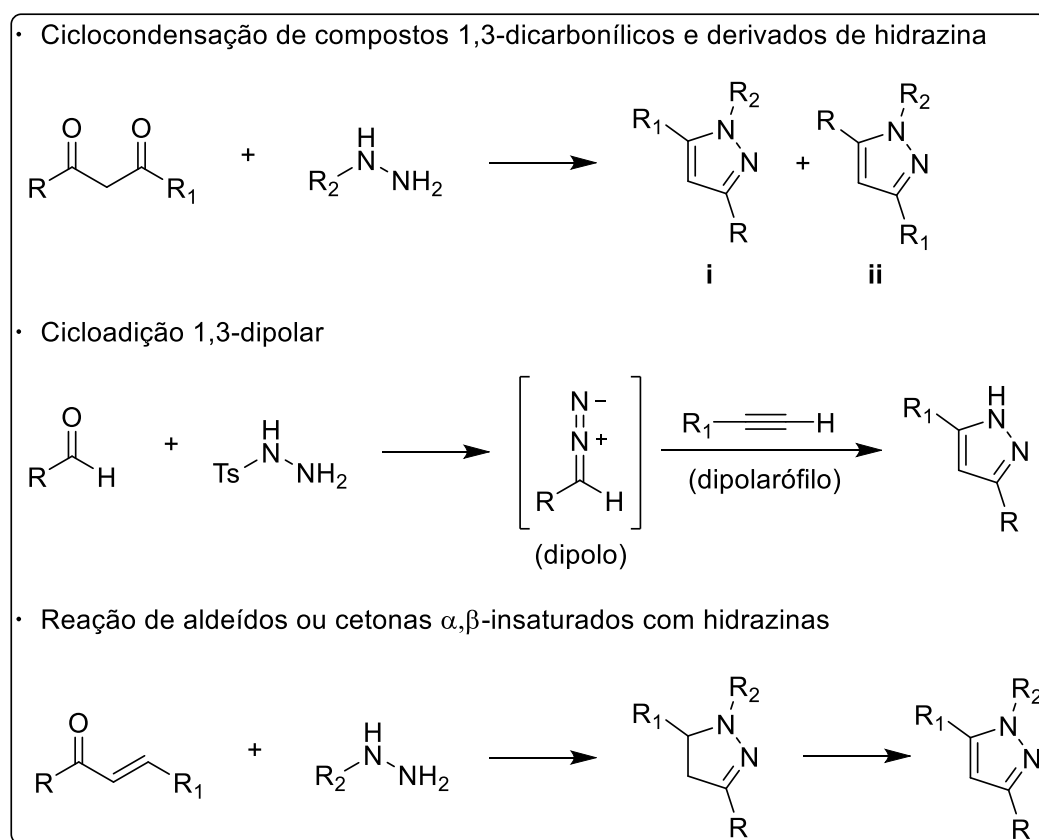 · Ciclocondensação de compostos 1,3-dicarbonílicos e derivados de hidrazina
O O
R R1
+
H
N
R2 NH2
R1 N R2
N
R
i
+
R N R2
N
R1
ii
· Cicloadição 1,3-dipolar
O
R H
+
H
N
Ts NH2
N −
N +
R H
(dipolo)
R1 H
(dipolarófilo)
H
R1 N
N
R
· Reação de aldeídos ou cetonas α,β-insaturados com hidrazinas
O
R R1
+
H
N
R2 NH2
R1 N R2
N
R
R1 N R2
N
R